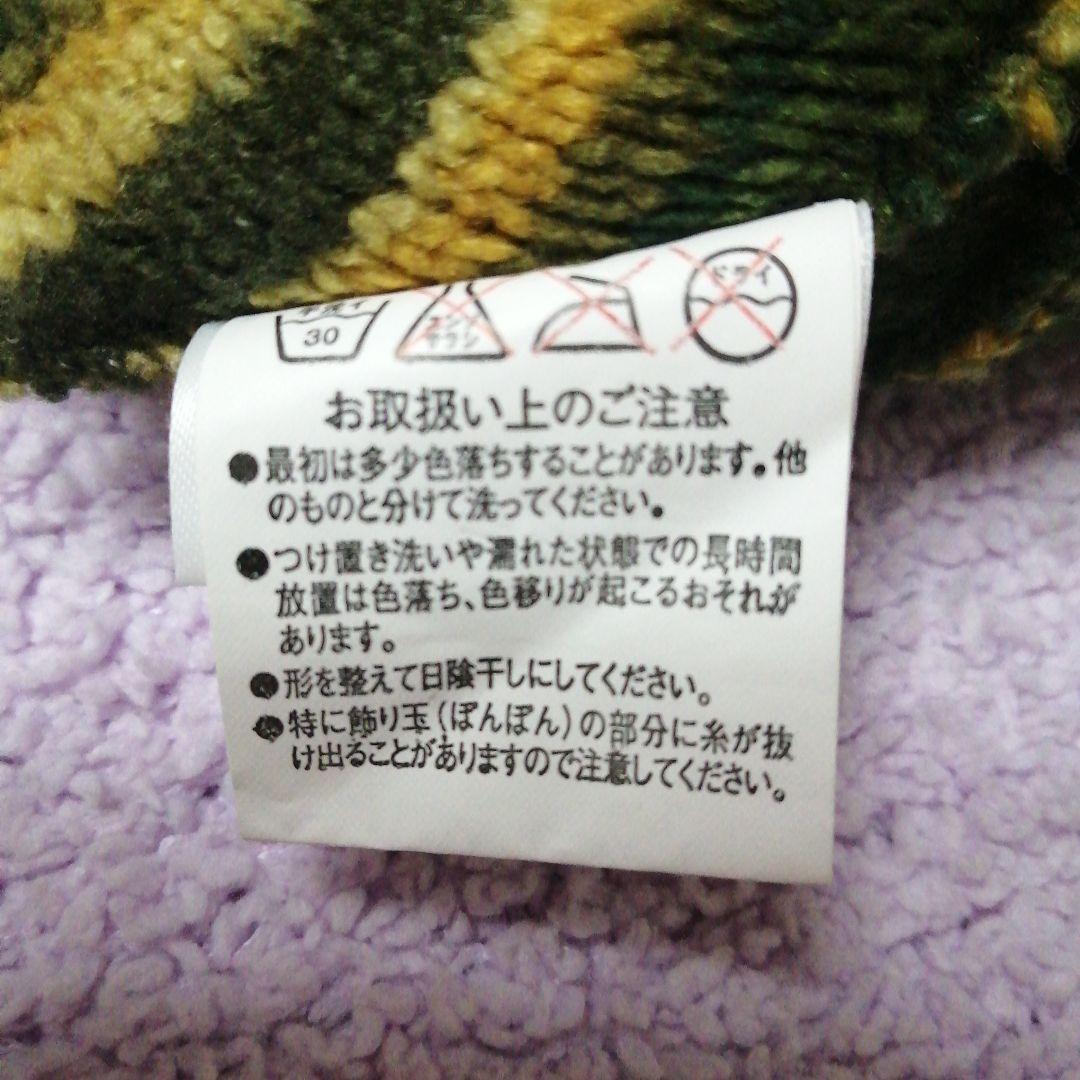 手洗イ
30
エンソ
サラシ
ドライ
お取扱い上のご注意
●最初は多少色落ちすることがあります。他
のものと分けて洗ってください。
●つけ置き洗いや濡れた状態での長時間
放置は色落ち、色移りが起こるおそれが
あります。
●形を整えて日陰干しにしてください。
●特に飾り玉(ぽんぽん)の部分に糸が抜
け出ることがありますので注意してください。